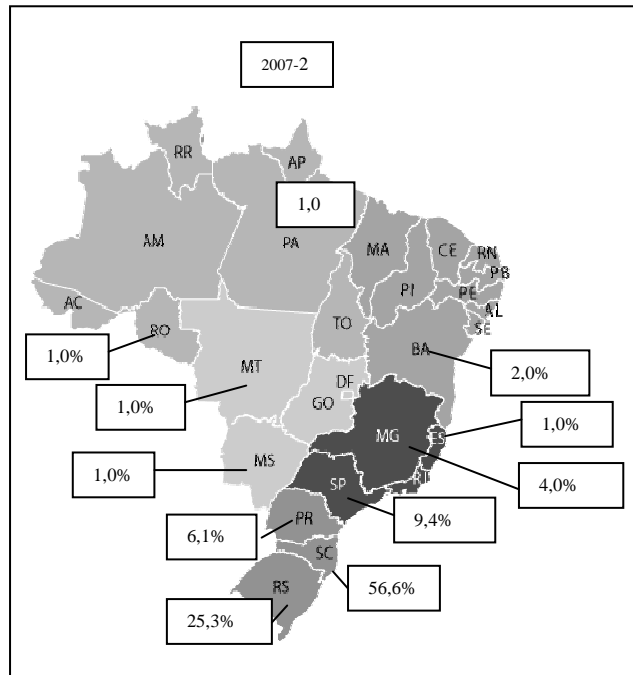 2007-2
RR
AP
1,0
AM
PA
MA
CE
RN
PB
PI
PE
AC
AL
TO
SE
RO
1,0%
MT
BA
DF
2,0%
1,0%
GO
MG
ES
1,0%
MS
1,0%
SP
RJ
4,0%
PR
6,1%
9,4%
SC
RS
56,6%
25,3%